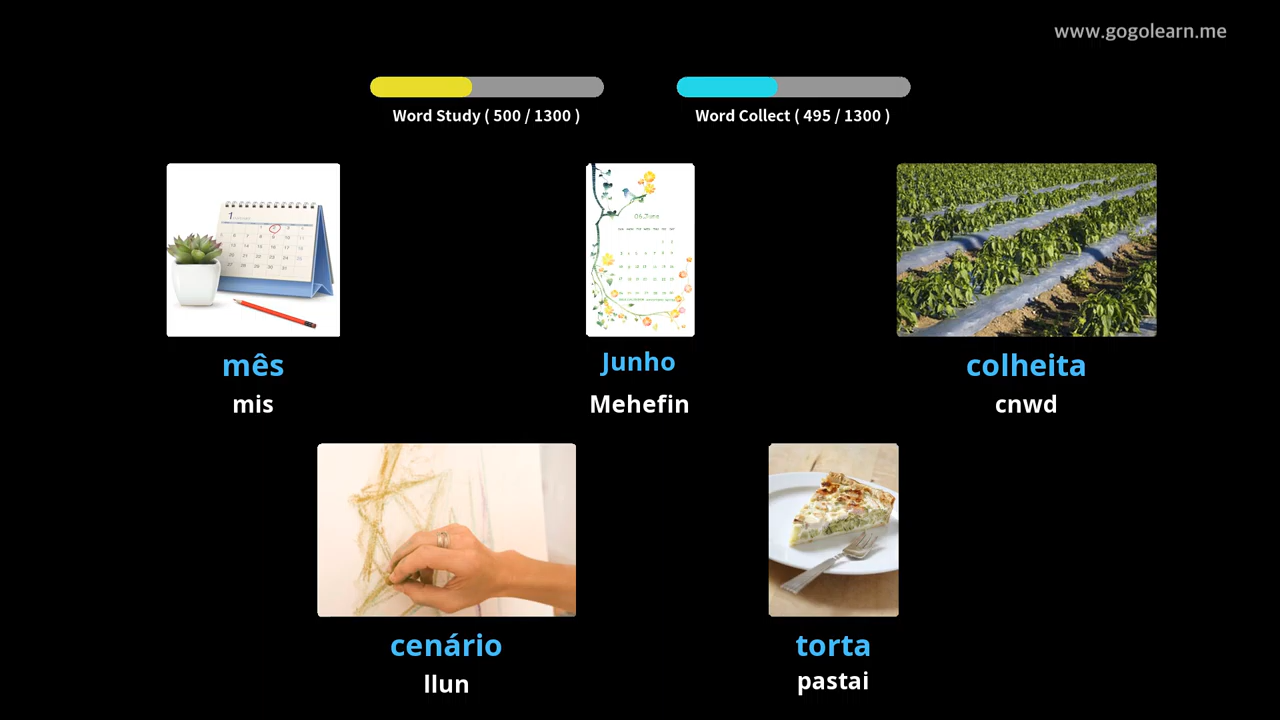 www.gogolearn.me
Word Study ( 500 / 1300 )
Word Collect ( 495 / 1300 )
mês
Junho
colheita
mis
Mehefin
cnwd
cenário
torta
llun
pastai